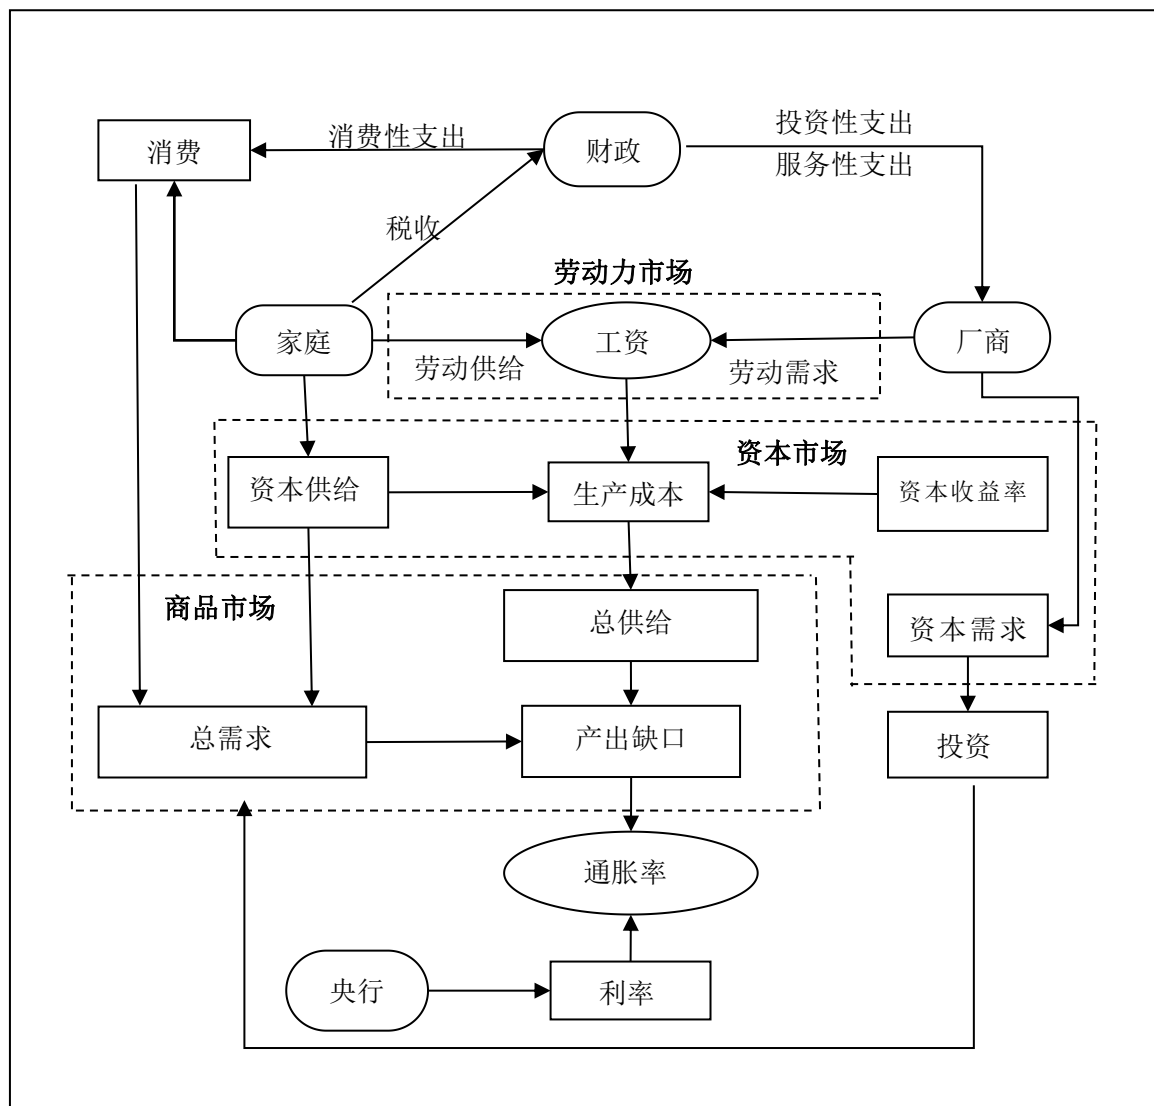 投资性支出
消费性支出
财政
消费
服务性支出
税收
劳动力市场
家庭
工资
厂商
劳动供给
劳动需求
资本市场
资本供给
生产成本
资本收益率
商品市场
总供给
资本需求
总需求
产出缺口
投资
通胀率
央行
利率